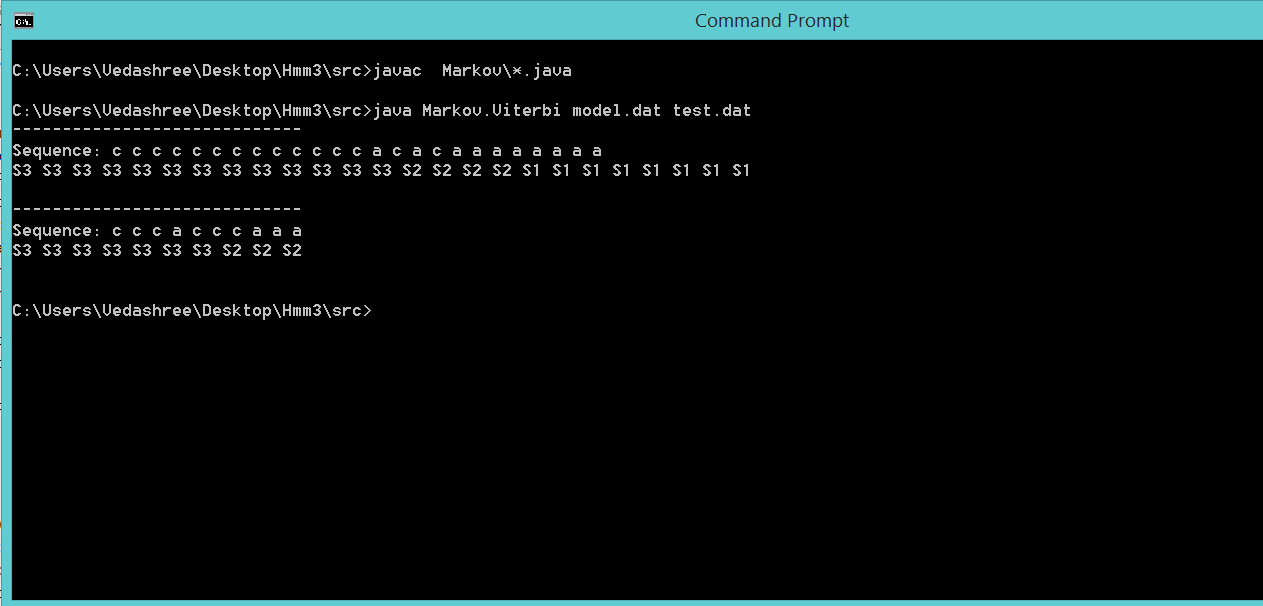 Command Prompt
C:\Users\Vedashree\Desktop\Hmm3\src>javac  Markov\*.java
C:\Users\Vedashree\Desktop\Hmm3\src>java Markov.Viterbi model.dat test.dat
-----------------------------
Sequence: c c c c c c c c c c c c c a c a c a a a a a a a a
S3 S3 S3 S3 S3 S3 S3 S3 S3 S3 S3 S3 S3 S2 S2 S2 S2 S1 S1 S1 S1 S1 S1 S1 S1
-----------------------------
Sequence: c c c a c c c a a a
S3 S3 S3 S3 S3 S3 S3 S2 S2 S2
C:\Users\Vedashree\Desktop\Hmm3\src>